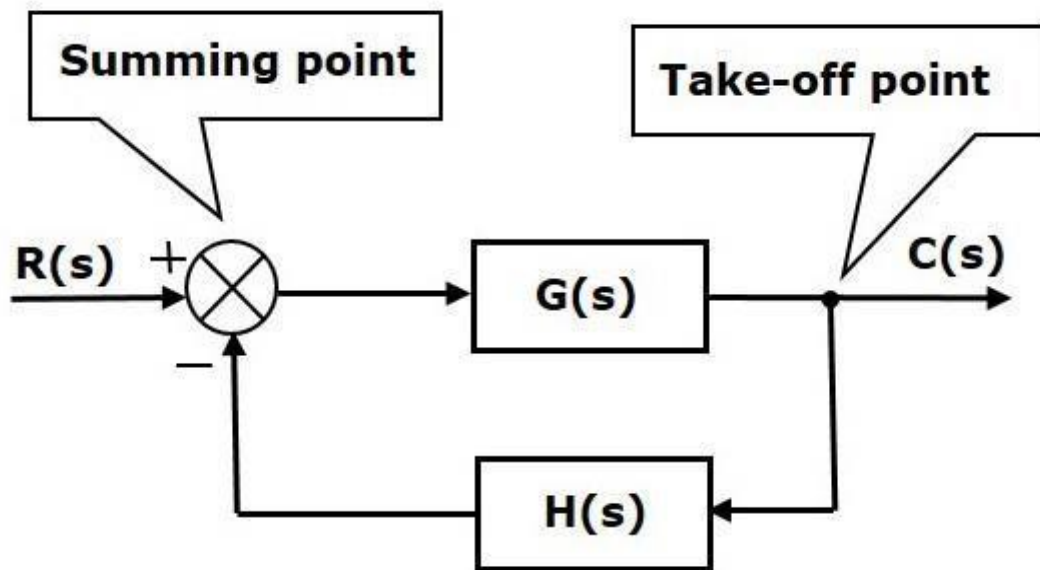 Summing point
Take-off point
R(s)
+
G(s)
C(s)
−
H(s)